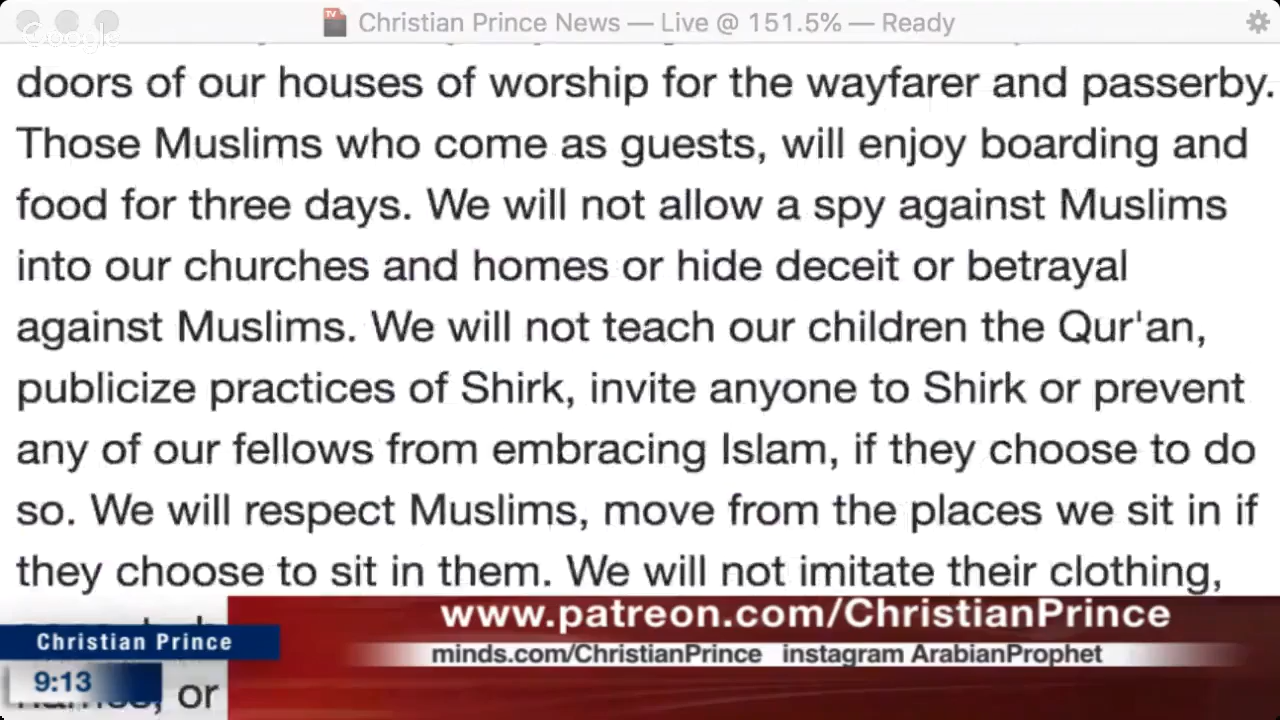 Christian Prince News — Live @ 151.5% — Ready
Google
doors of our houses of worship for the wayfarer and passerby.
Those Muslims who come as guests, will enjoy boarding and
food for three days. We will not allow a spy against Muslims
into our churches and homes or hide deceit or betrayal
against Muslims. We will not teach our children the Qur'an,
publicize practices of Shirk, invite anyone to Shirk or prevent
any of our fellows from embracing Islam, if they choose to do
so. We will respect Muslims, move from the places we sit in if
they choose to sit in them. We will not imitate their clothing,
or
www.patreon.com/ChristianPrince
Christian Prince
minds.com/ChristianPrince instagram ArabianProphet
9:13